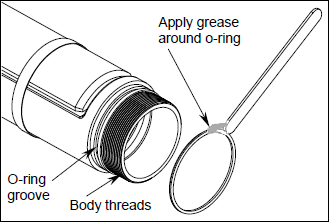 Apply grease
around o-ring
O-ring
groove
Body threads